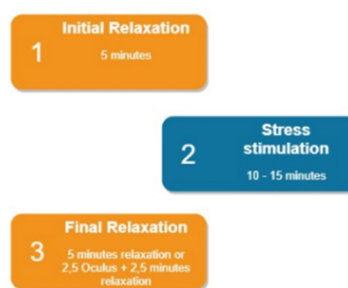 Initial Relaxation
1
5 minutes
Stress
stimulation
2
10 - 15 minutes
Final Relaxation
3
5 minutes relaxation or
2,5 Oculus + 2,5 minutes
relaxation